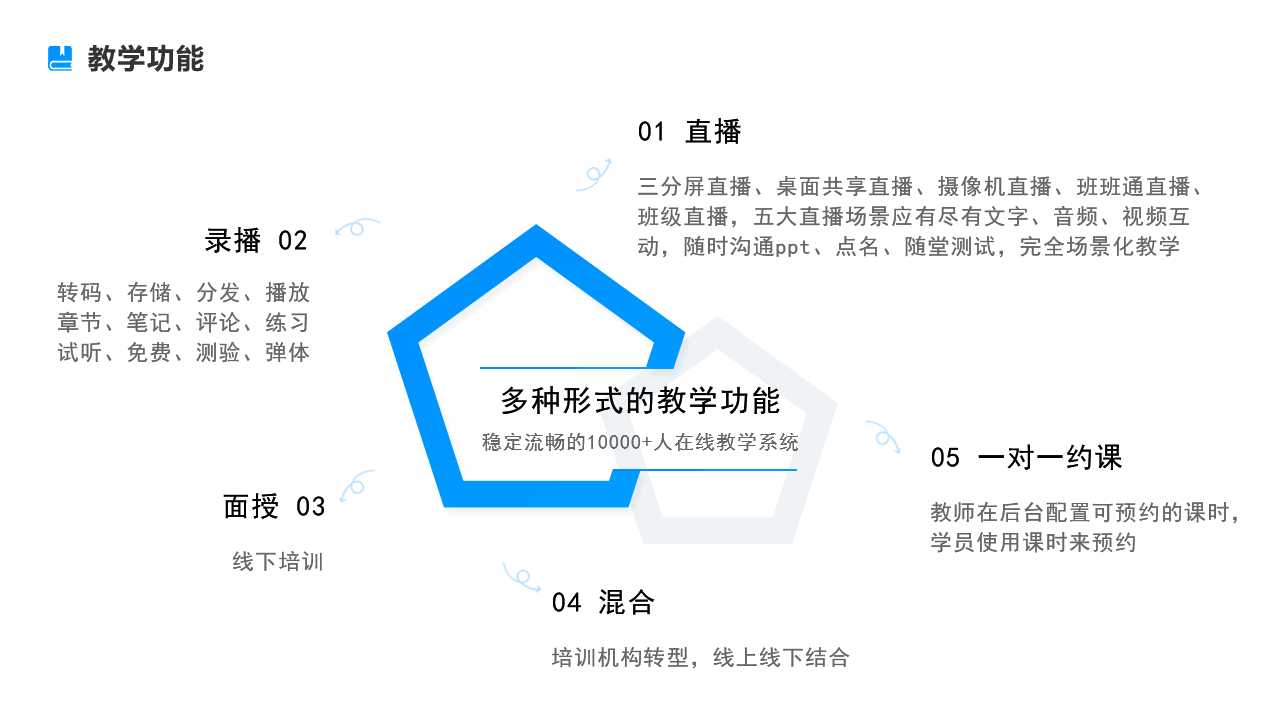 教学功能
01 直播
三分屏直播、桌面共享直播、摄像机直播、班班通直播、
班级直播，五大直播场景应有尽有文字、音频、视频互
动，随时沟通ppt、点名、随堂测试，完全场景化教学
录播 02
转码、存储、分发、播放
章节、笔记、评论、练习
试听、免费、测验、弹体
多种形式的教学功能
稳定流畅的10000+人在线教学系统
面授 03
线下培训
04 混合
培训机构转型，线上线下结合
05 一对一约课
教师在后台配置可预约的课时，
学员使用课时来预约